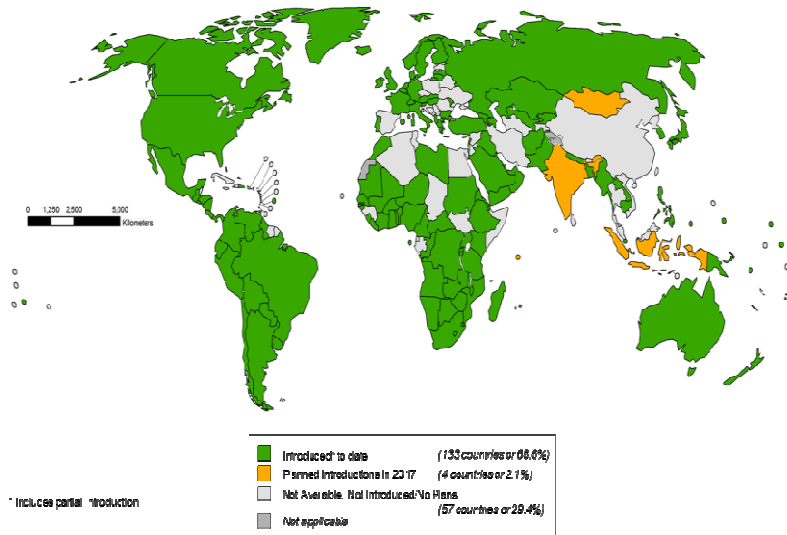 0 1,250 2,500 5,000
Kilometers
Introduced* to date (133 countries or 68.6%)
Planned introductions in 2017 (4 countries or 2.1%)
Not Available, Not Introduced/No Plans
(57 countries or 29.4%)
Not applicable
* Includes partial introduction